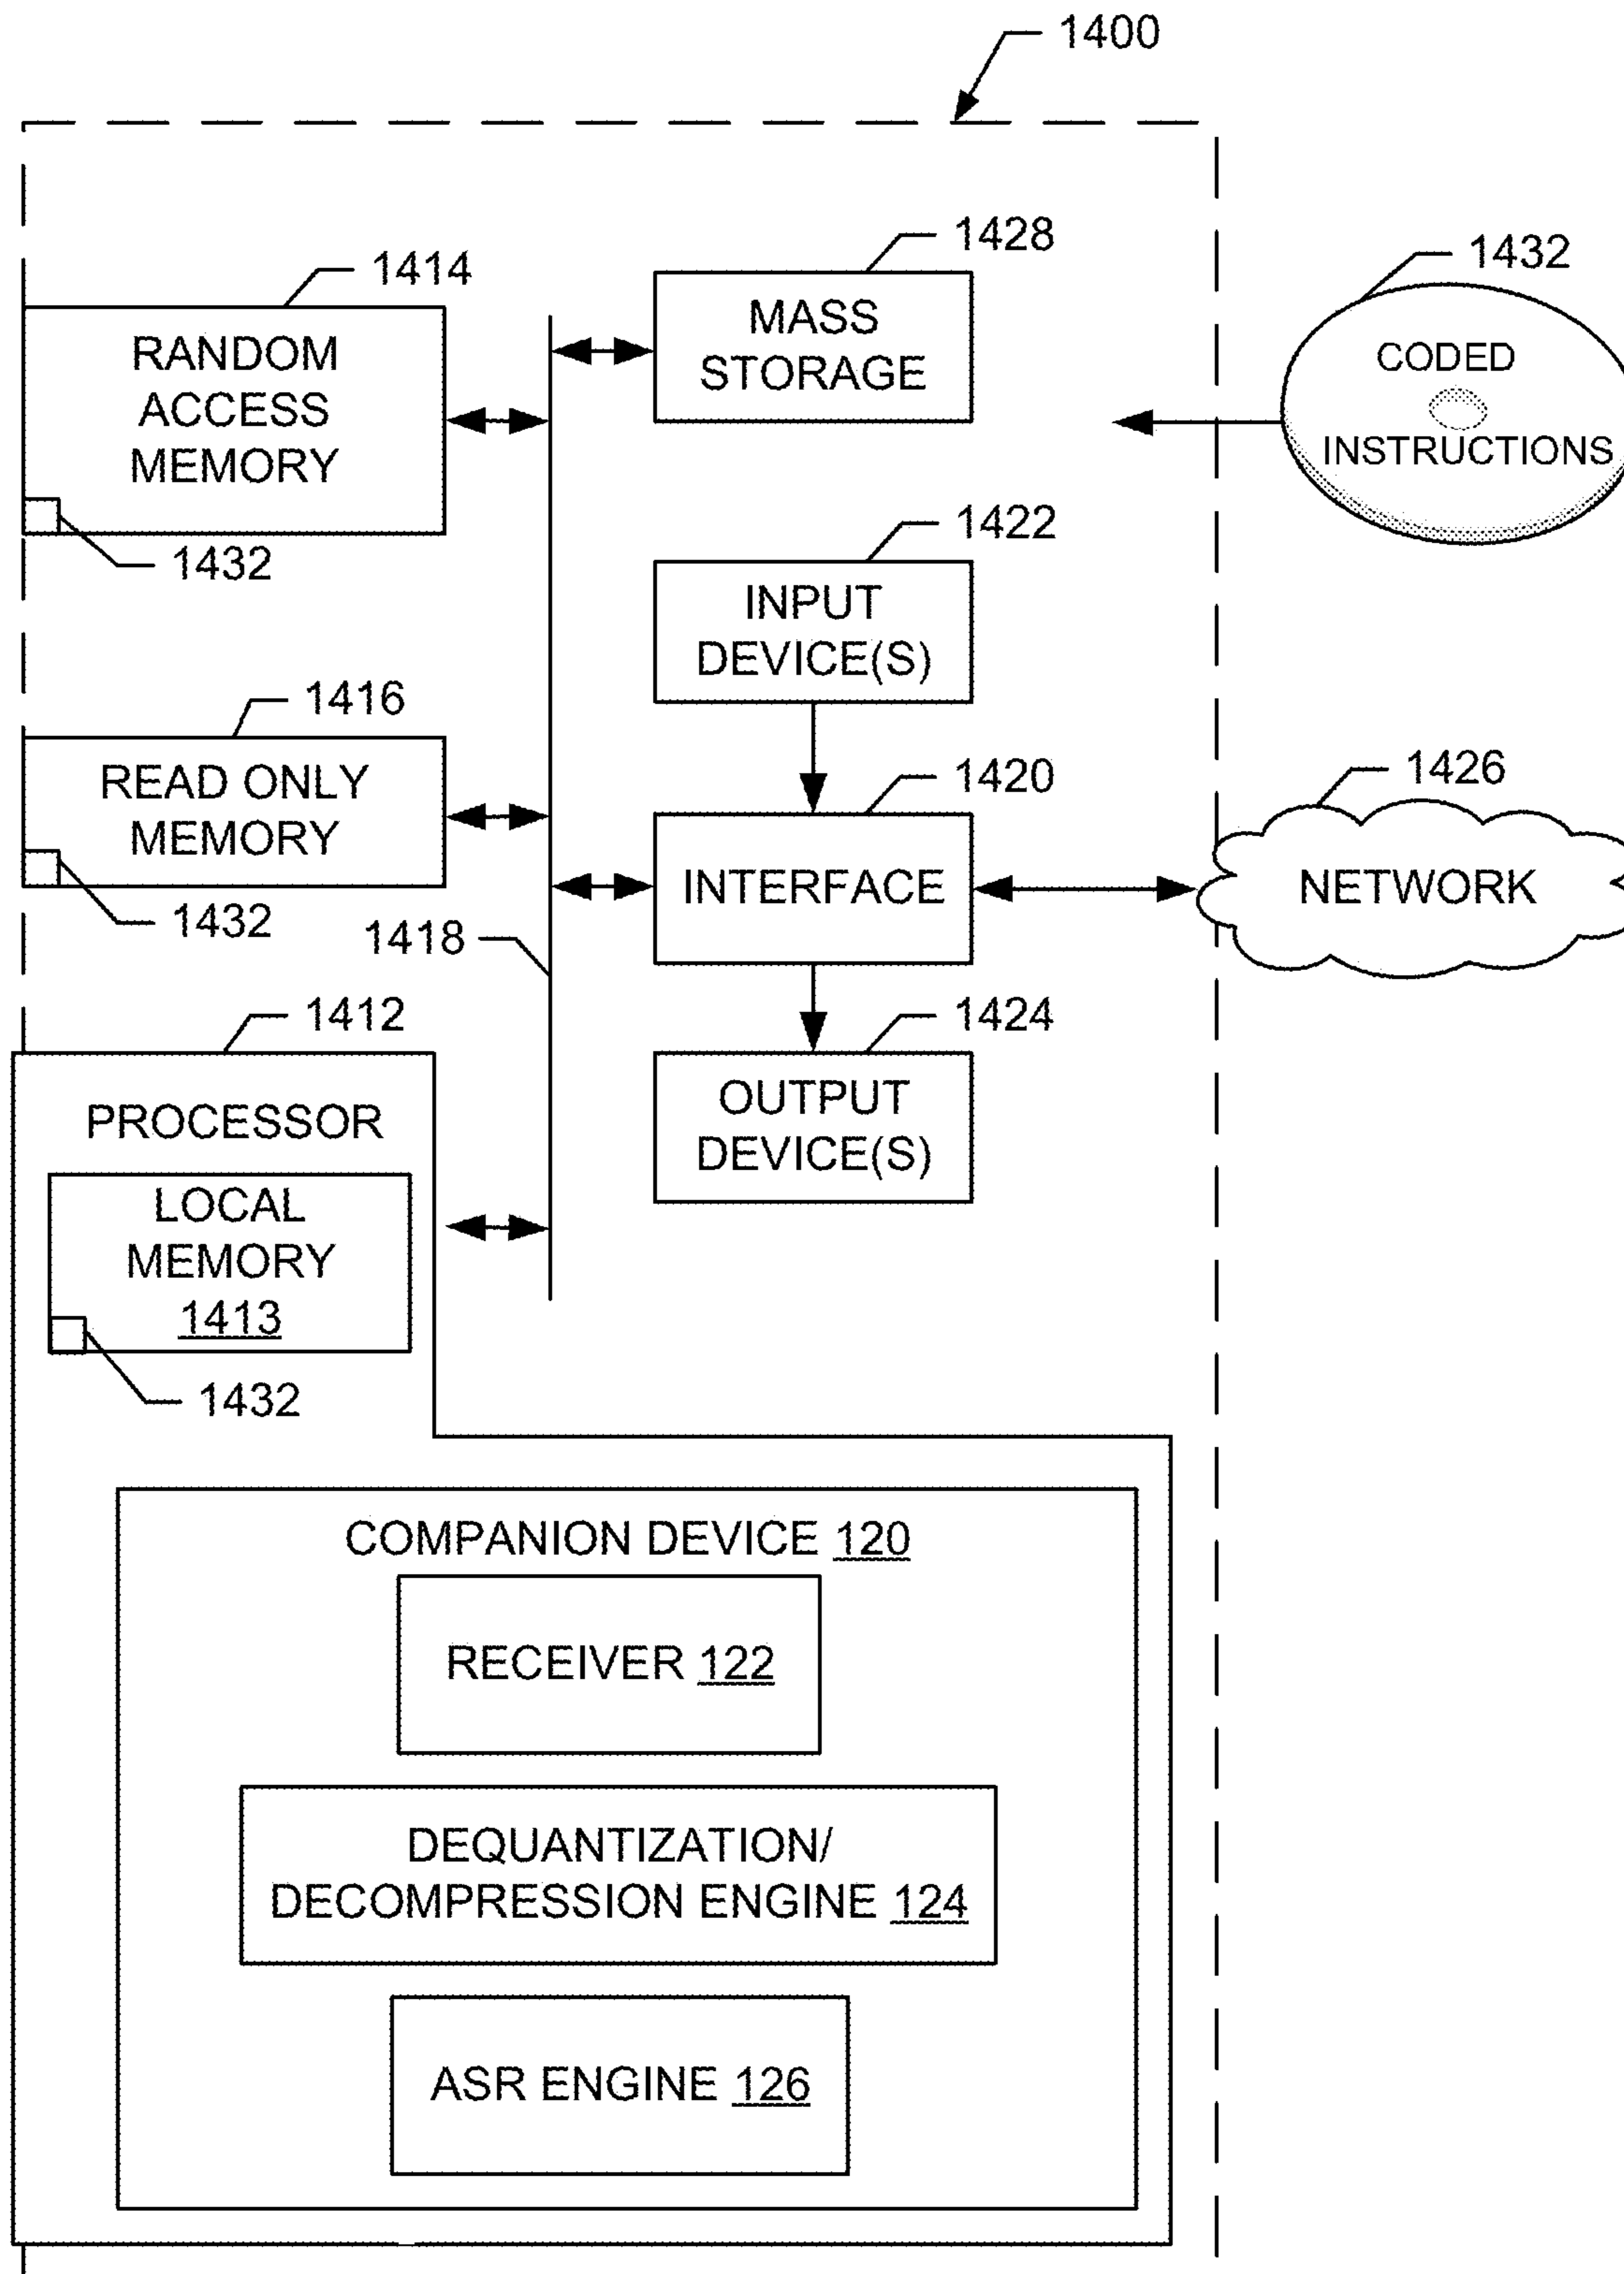 1400
1428
1414
1432
MASS
STORAGE
RANDOM
ACCESS
MEMORY
CODED
INSTRUCTIONS
1432
1422
INPUT
DEVICE(S)
1416
READ ONLY
MEMORY
1432
1420
1426
INTERFACE
NETWORK
1418
1412
1424
OUTPUT
DEVICE(S)
PROCESSOR
LOCAL
MEMORY
1413
1432
COMPANION DEVICE 120
RECEIVER 122
DEQUANTIZATION/
DECOMPRESSION ENGINE 124
ASR ENGINE 126